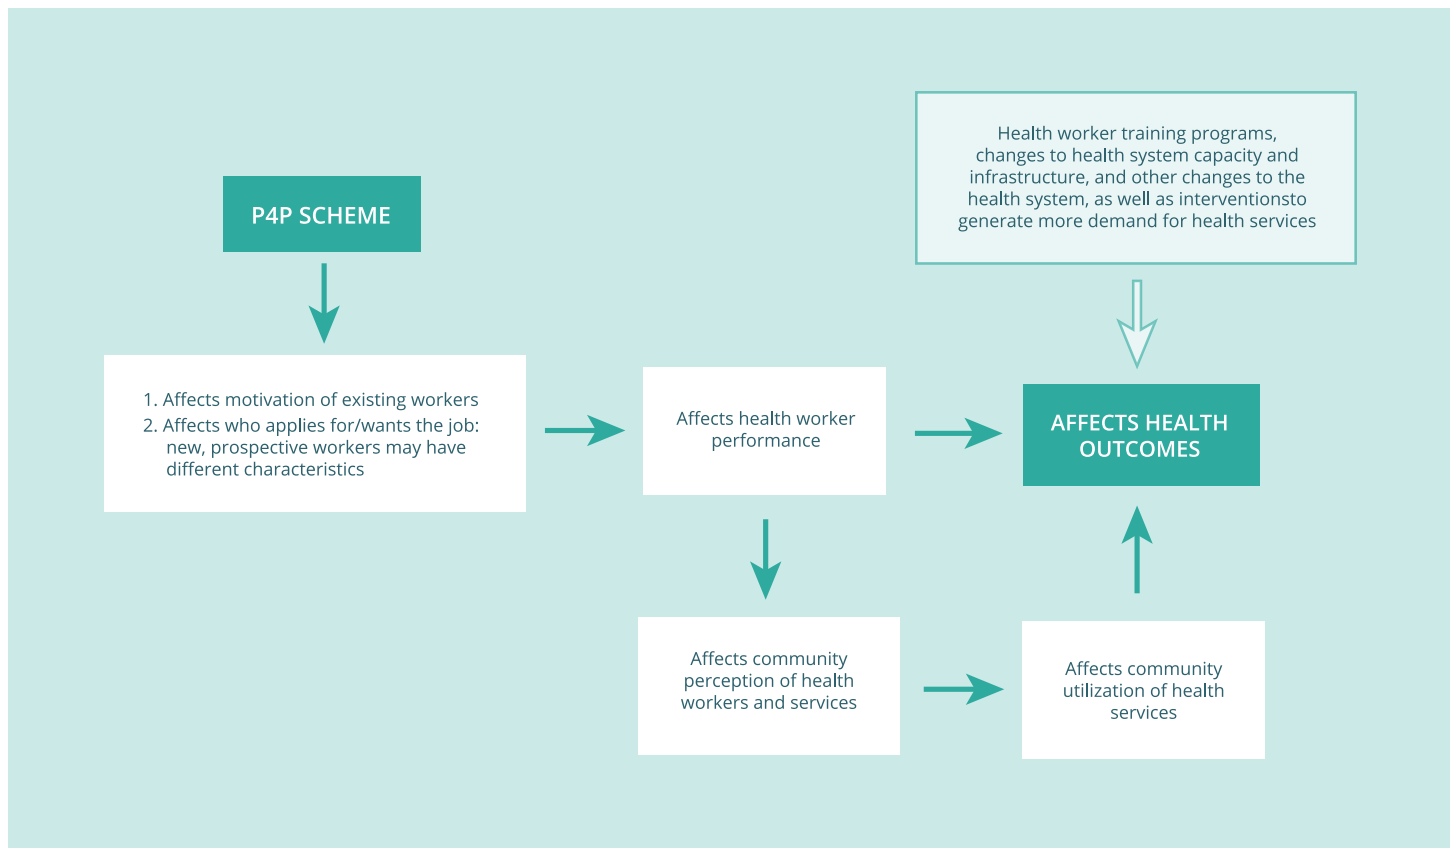 P4P SCHEME
1. Affects motivation of existing workers
2. Affects who applies for/wants the job:
new, prospective workers may have
different characteristics
Affects health worker
performance
Health worker training programs,
changes to health system capacity and
infrastructure, and other changes to the
health system, as well as interventionsto
generate more demand for health services
AFFECTS HEALTH
OUTCOMES
Affects community
perception of health
workers and services
Affects community
utilization of health
services